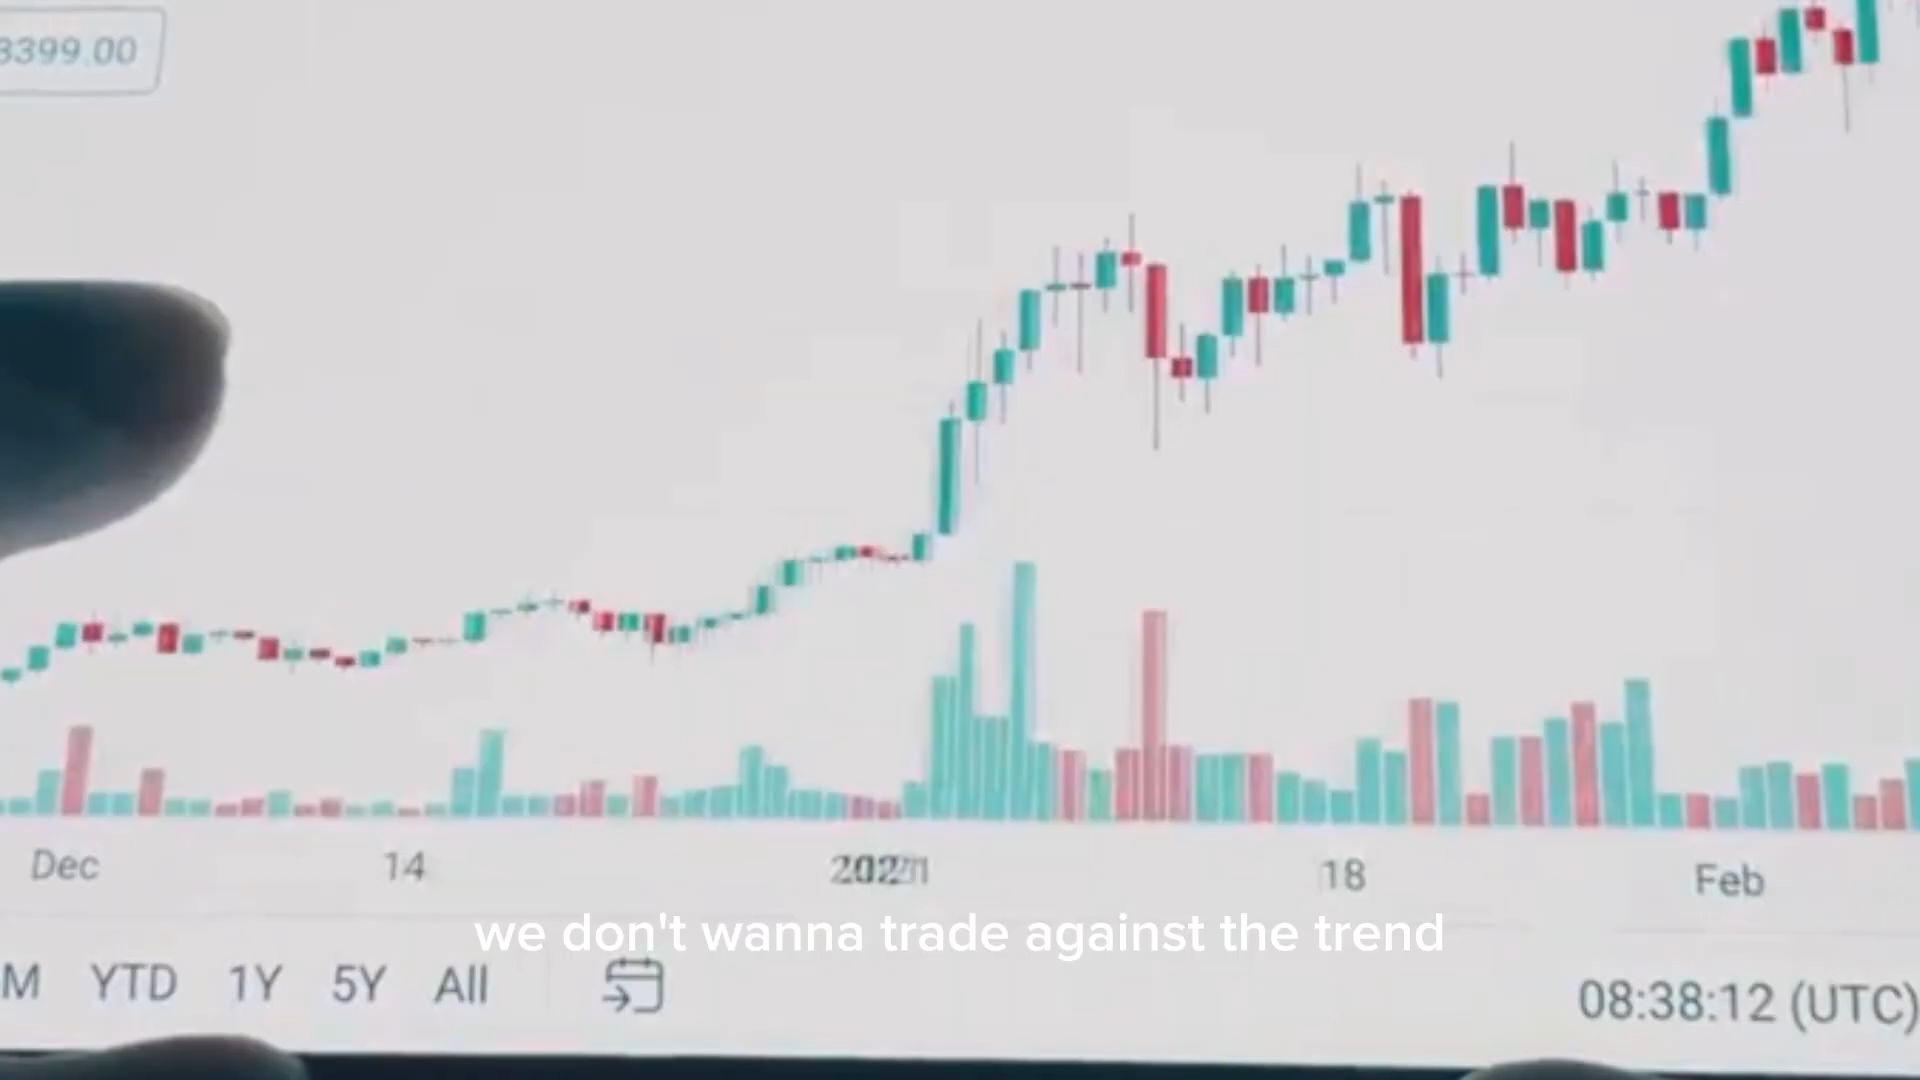 3399.00
Dec 14 2021 18 Feb
we don't wanna trade against the trend
M YTD 1Y 5Y All
08:38:12 (UTC)